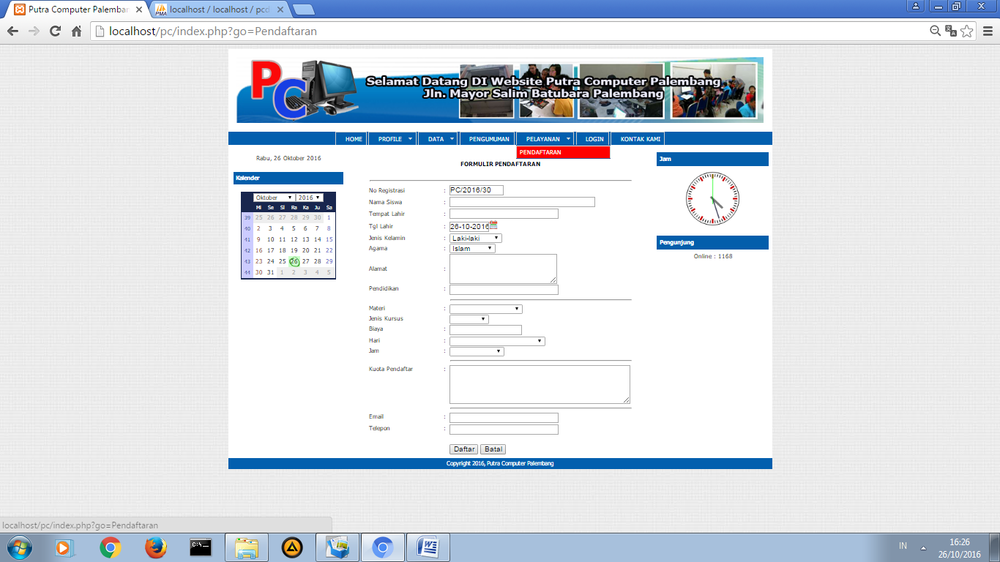 Putra Computer Palembar
localhost / localhost / pcd
localhost/pc/index.php?go=Pendaftaran
PC
Selamat Datang DI Website Putra Computer Palembang
Jln. Mayor Salim Batubara Palembang
HOME PROFILE DATA PENGUMUMAN PELAYANAN LOGIN KONTAK KAMI
PENDAFTARAN
Rabu, 26 Oktober 2016
Kalender
Oktober 2016
Mi Se Sl Ra Ka Ju Sa
39 25 26 27 28 29 30 1
40 2 3 4 5 6 7 8
41 9 10 11 12 13 14 15
42 16 17 18 19 20 21 22
43 23 24 25 26 27 28 29
44 30 31 1 2 3 4 5
FORMULIR PENDAFTARAN
No Registrasi : PC/2016/30
Nama Siswa :
Tempat Lahir :
Tgl Lahir : 26-10-2016
Jenis Kelamin : Laki-laki
Agama : Islam
Alamat :
Pendidikan :
Materi :
Jenis Kursus :
Biaya :
Hari :
Jam :
Kuota Pendaftar :
Email :
Telepon :
Daftar Batal
Jam
Pengunjung
Online : 1168
Copyright 2016, Putra Computer Palembang
localhost/pc/index.php?go=Pendaftaran
IN
16:26
26/10/2016